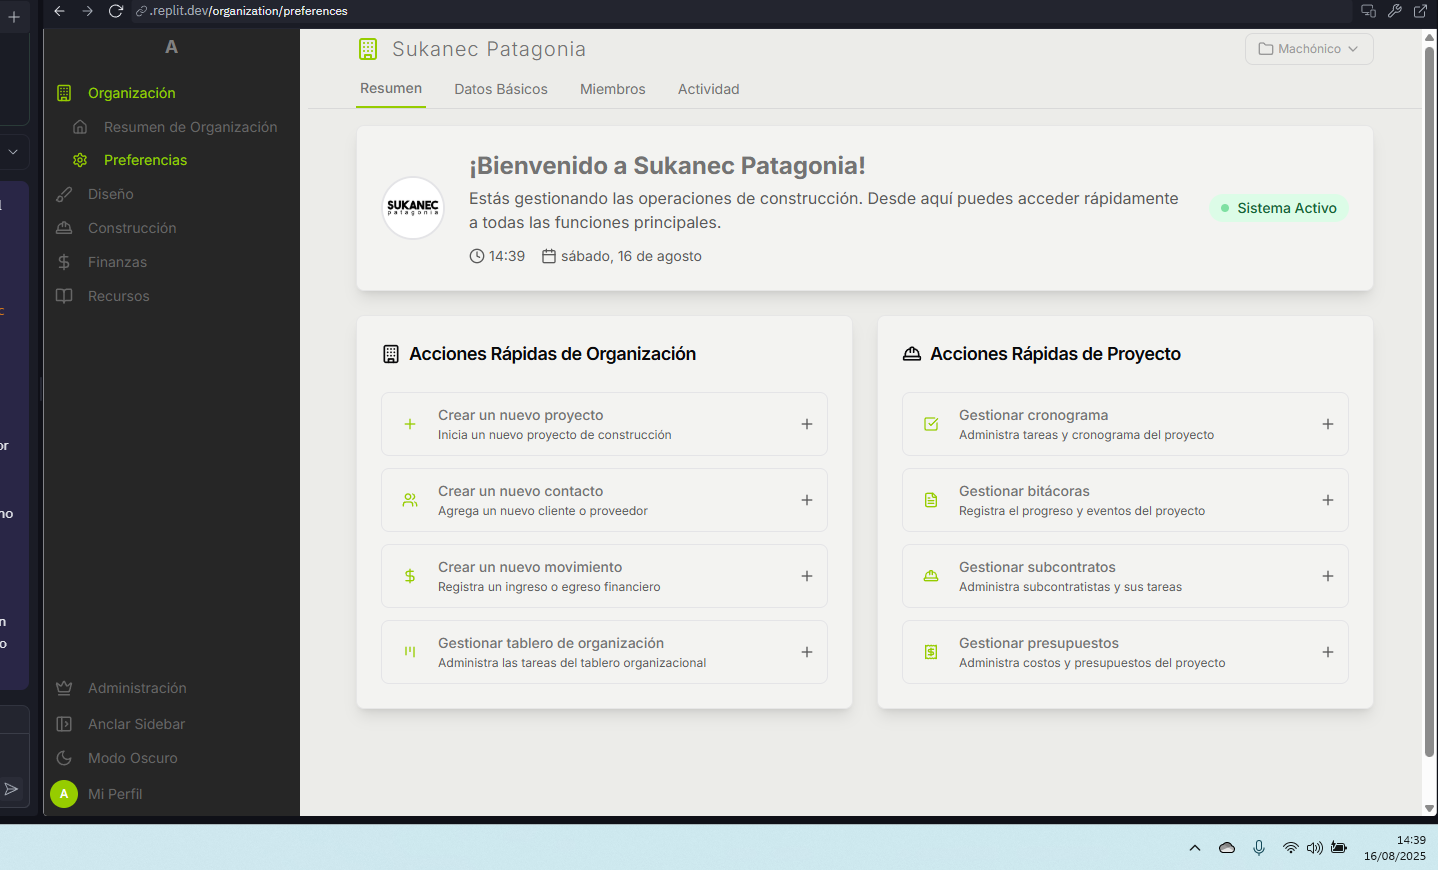 .replit.dev/organization/preferences
A
Organización
Resumen de Organización
Preferencias
Diseño
Construcción
Finanzas
Recursos
Administración
Anclar Sidebar
Modo Oscuro
A
Mi Perfil
Sukanec Patagonia
Machónico
Resumen
Datos Básicos
Miembros
Actividad
SUKANEC
patagonia
¡Bienvenido a Sukanec Patagonia!
Estás gestionando las operaciones de construcción. Desde aquí puedes acceder rápidamente
a todas las funciones principales.
14:39
sábado, 16 de agosto
Sistema Activo
Acciones Rápidas de Organización
Crear un nuevo proyecto
Inicia un nuevo proyecto de construcción
Crear un nuevo contacto
Agrega un nuevo cliente o proveedor
Crear un nuevo movimiento
Registra un ingreso o egreso financiero
Gestionar tablero de organización
Administra las tareas del tablero organizacional
Acciones Rápidas de Proyecto
Gestionar cronograma
Administra tareas y cronograma del proyecto
Gestionar bitácoras
Registra el progreso y eventos del proyecto
Gestionar subcontratos
Administra subcontratistas y sus tareas
Gestionar presupuestos
Administra costos y presupuestos del proyecto
14:39
16/08/2025